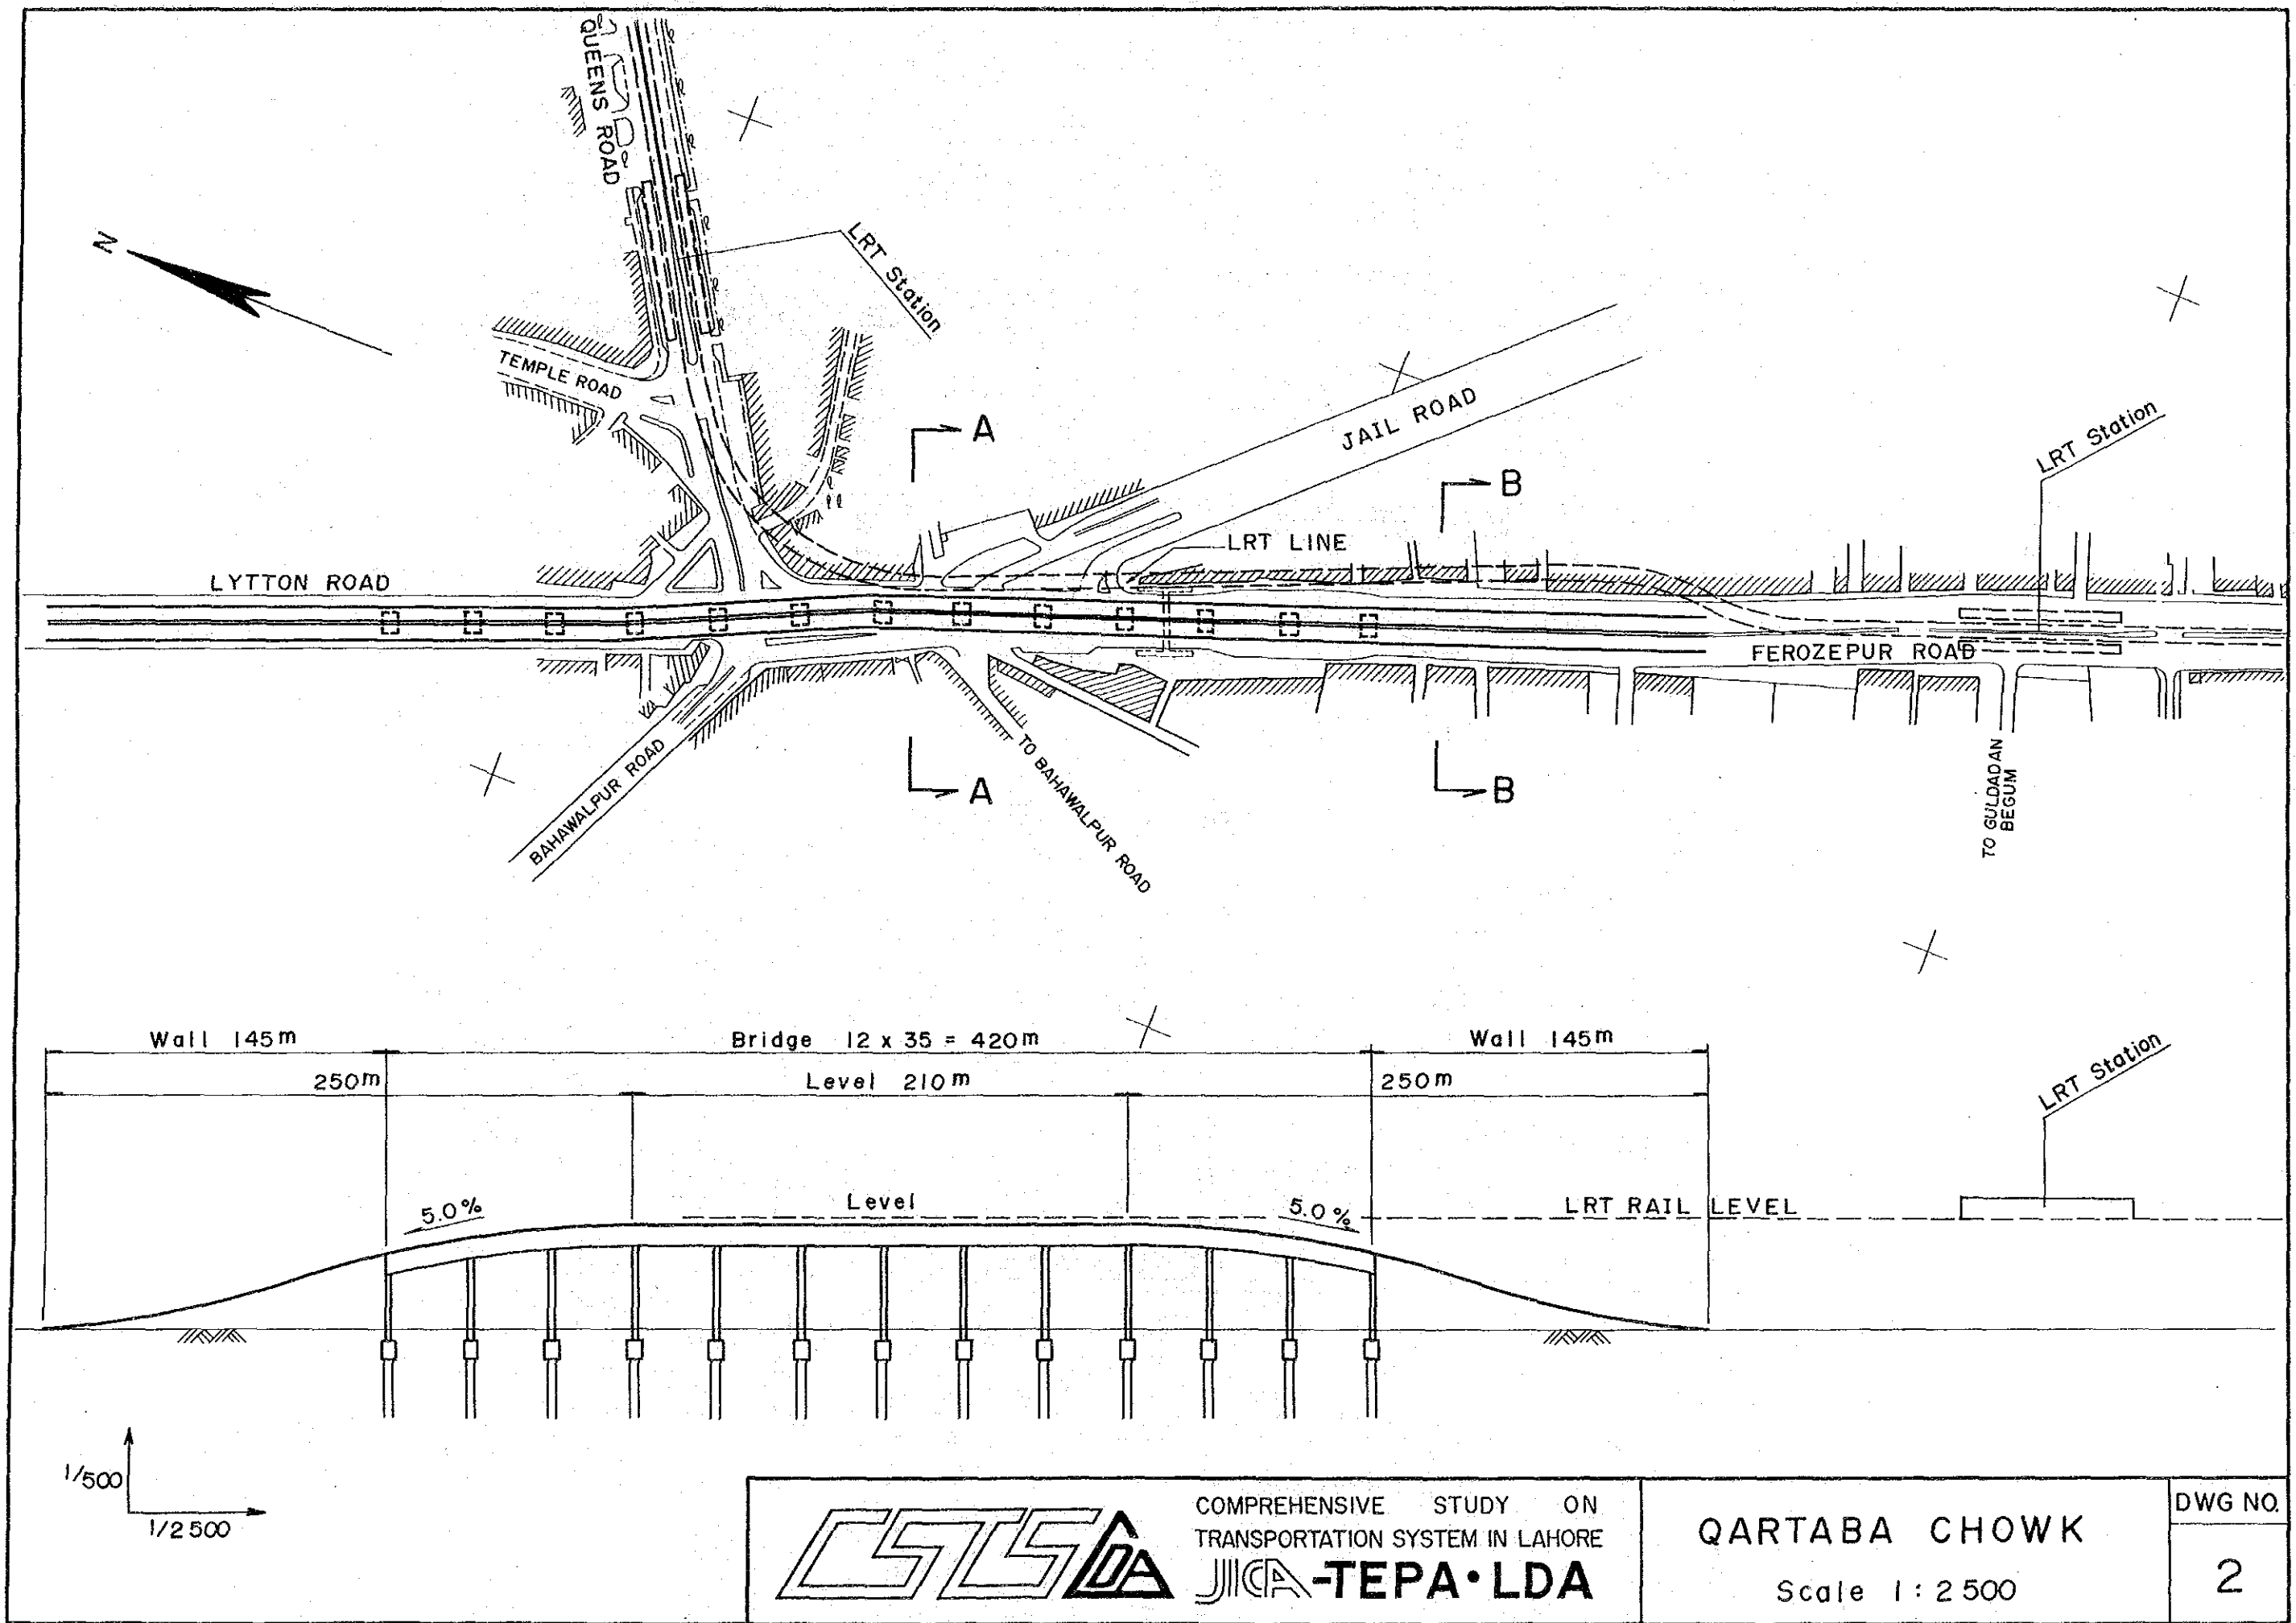 QUEENS ROAD
N
LRT Station
TEMPLE ROAD
A
JAIL ROAD
LRT Station
B
LRT LINE
LYTTON ROAD
FEROZEPUR ROAD
BAHAWALPUR ROAD
A
TO BAHAWALPUR ROAD
B
TO GULDADAN
BEGUM
Wall 145m
Bridge 12 x 35 = 420m
Wall 145m
250m
Level 210m
250m
LRT Station
5.0%
Level
5.0%
LRT RAIL LEVEL
1/500
1/2500
CSTS
LDA
COMPREHENSIVE STUDY ON
TRANSPORTATION SYSTEM IN LAHORE
JICA-TEPA•LDA
QARTABA CHOWK
Scale 1:2500
DWG NO.
2